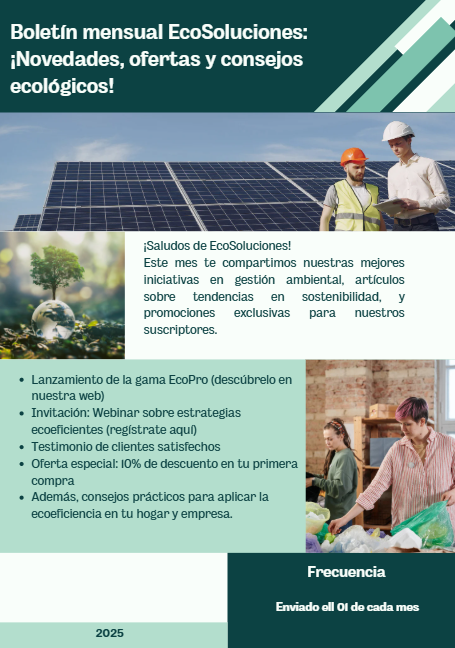 Boletín mensual EcoSoluciones:
¡Novedades, ofertas y consejos
ecológicos!
¡Saludos de EcoSoluciones!
Este mes te compartimos nuestras mejores
iniciativas en gestión ambiental, artículos
sobre tendencias en sostenibilidad, y
promociones exclusivas para nuestros
suscriptores.
• Lanzamiento de la gama EcoPro (descúbrelo en
nuestra web)
• Invitación: Webinar sobre estrategias
ecoeficientes (regístrate aquí)
• Testimonio de clientes satisfechos
• Oferta especial: 10% de descuento en tu primera
compra
• Además, consejos prácticos para aplicar la
ecoeficiencia en tu hogar y empresa.
Frecuencia
Enviado ell 01 de cada mes
2025